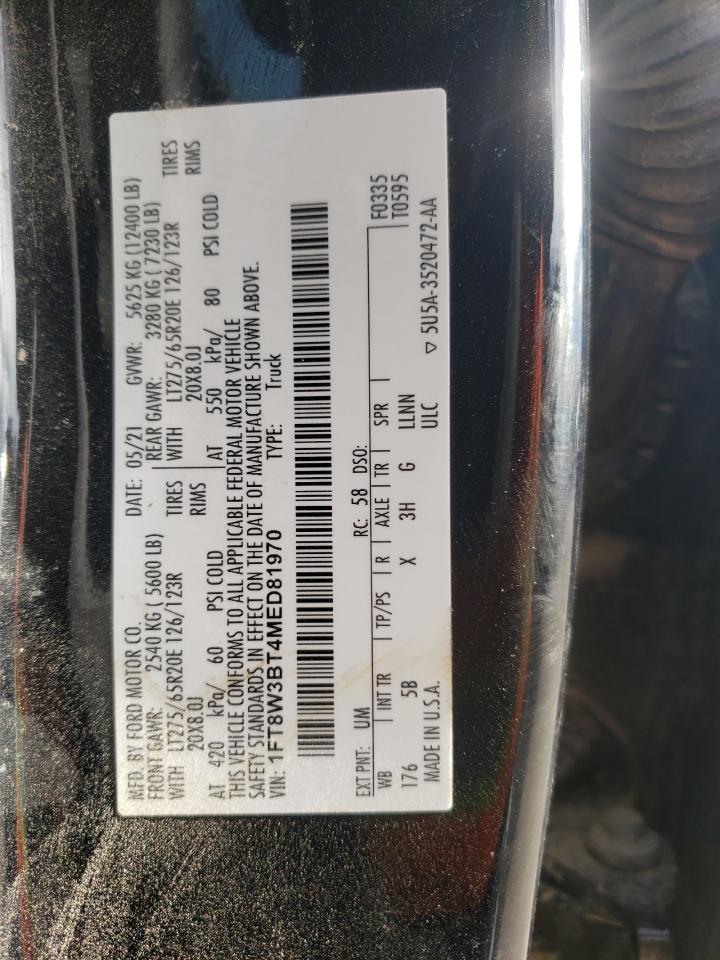 MFD. BY FORD MOTOR CO.
DATE: 05/21 GVWR: 5625 KG (12400 LB)
FRONT GAWR: 2540 KG ( 5600 LB) REAR GAWR: 3280 KG ( 7230 LB)
WITH LT275/65R20E 126/123R TIRES WITH LT275/65R20E 126/123R TIRES
20X8.0J RIMS 20X8.0J RIMS
AT 420 kPa/ 60 PSI COLD AT 550 kPa/ 80 PSI COLD
THIS VEHICLE CONFORMS TO ALL APPLICABLE FEDERAL MOTOR VEHICLE
SAFETY STANDARDS IN EFFECT ON THE DATE OF MANUFACTURE SHOWN ABOVE.
VIN: 1FT8W3BT4MED81970 TYPE: Truck
EXT PNT: UM RC: 58 DSO: F0335
WB INT TR TP/PS R AXLE TR SPR T0595
176 5B X 3H G LLNN
MADE IN U.S.A. ULC ▽ 5U5A-3520472-AA